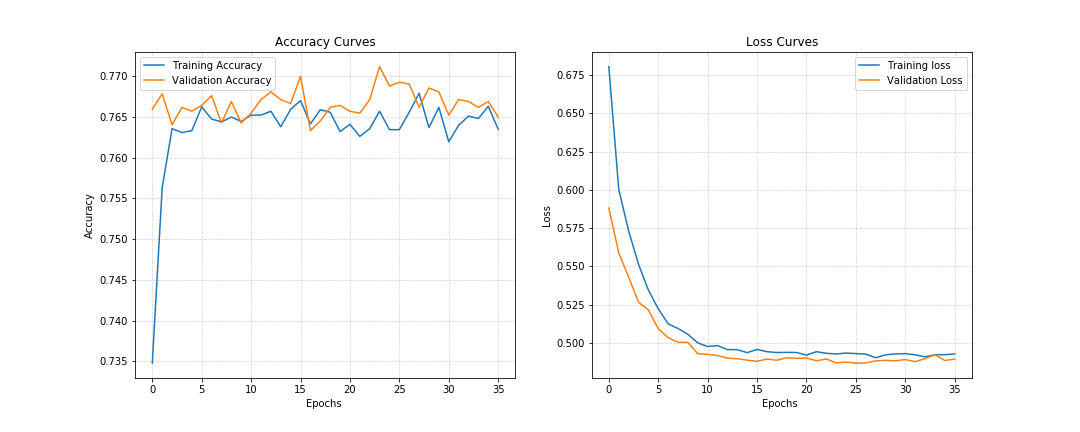 Accuracy Curves
Training Accuracy
Validation Accuracy
0.770
0.765
0.760
0.755
0.750
0.745
0.740
0.735
Accuracy
0 5 10 15 20 25 30 35
Epochs
Loss Curves
Training loss
Validation Loss
0.675
0.650
0.625
0.600
0.575
0.550
0.525
0.500
Loss
0 5 10 15 20 25 30 35
Epochs